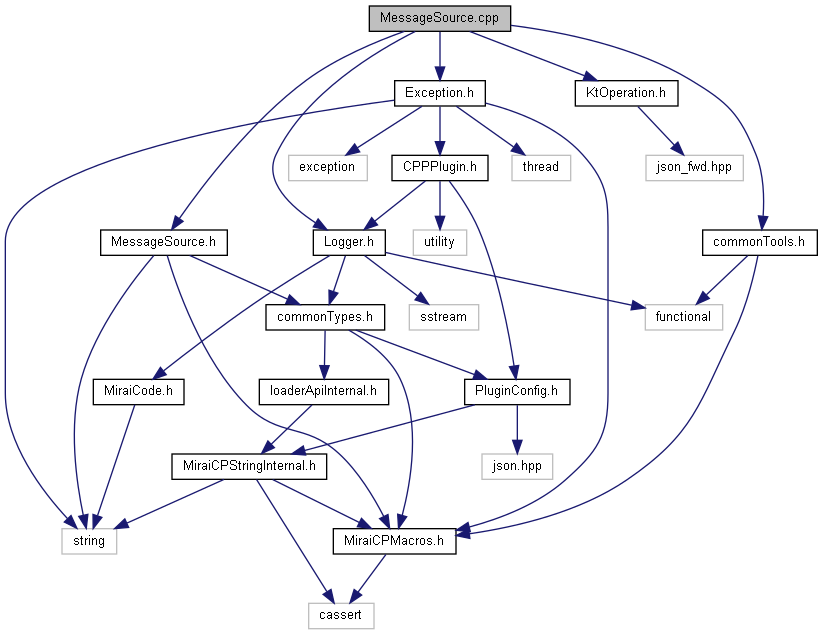 MessageSource.cpp
Exception.h
KtOperation.h
exception
CPPPlugin.h
thread
json_fwd.hpp
MessageSource.h
Logger.h
utility
commonTools.h
commonTypes.h
sstream
functional
MiraiCode.h
loaderApiInternal.h
PluginConfig.h
MiraiCPStringInternal.h
json.hpp
string
MiraiCPMacros.h
cassert